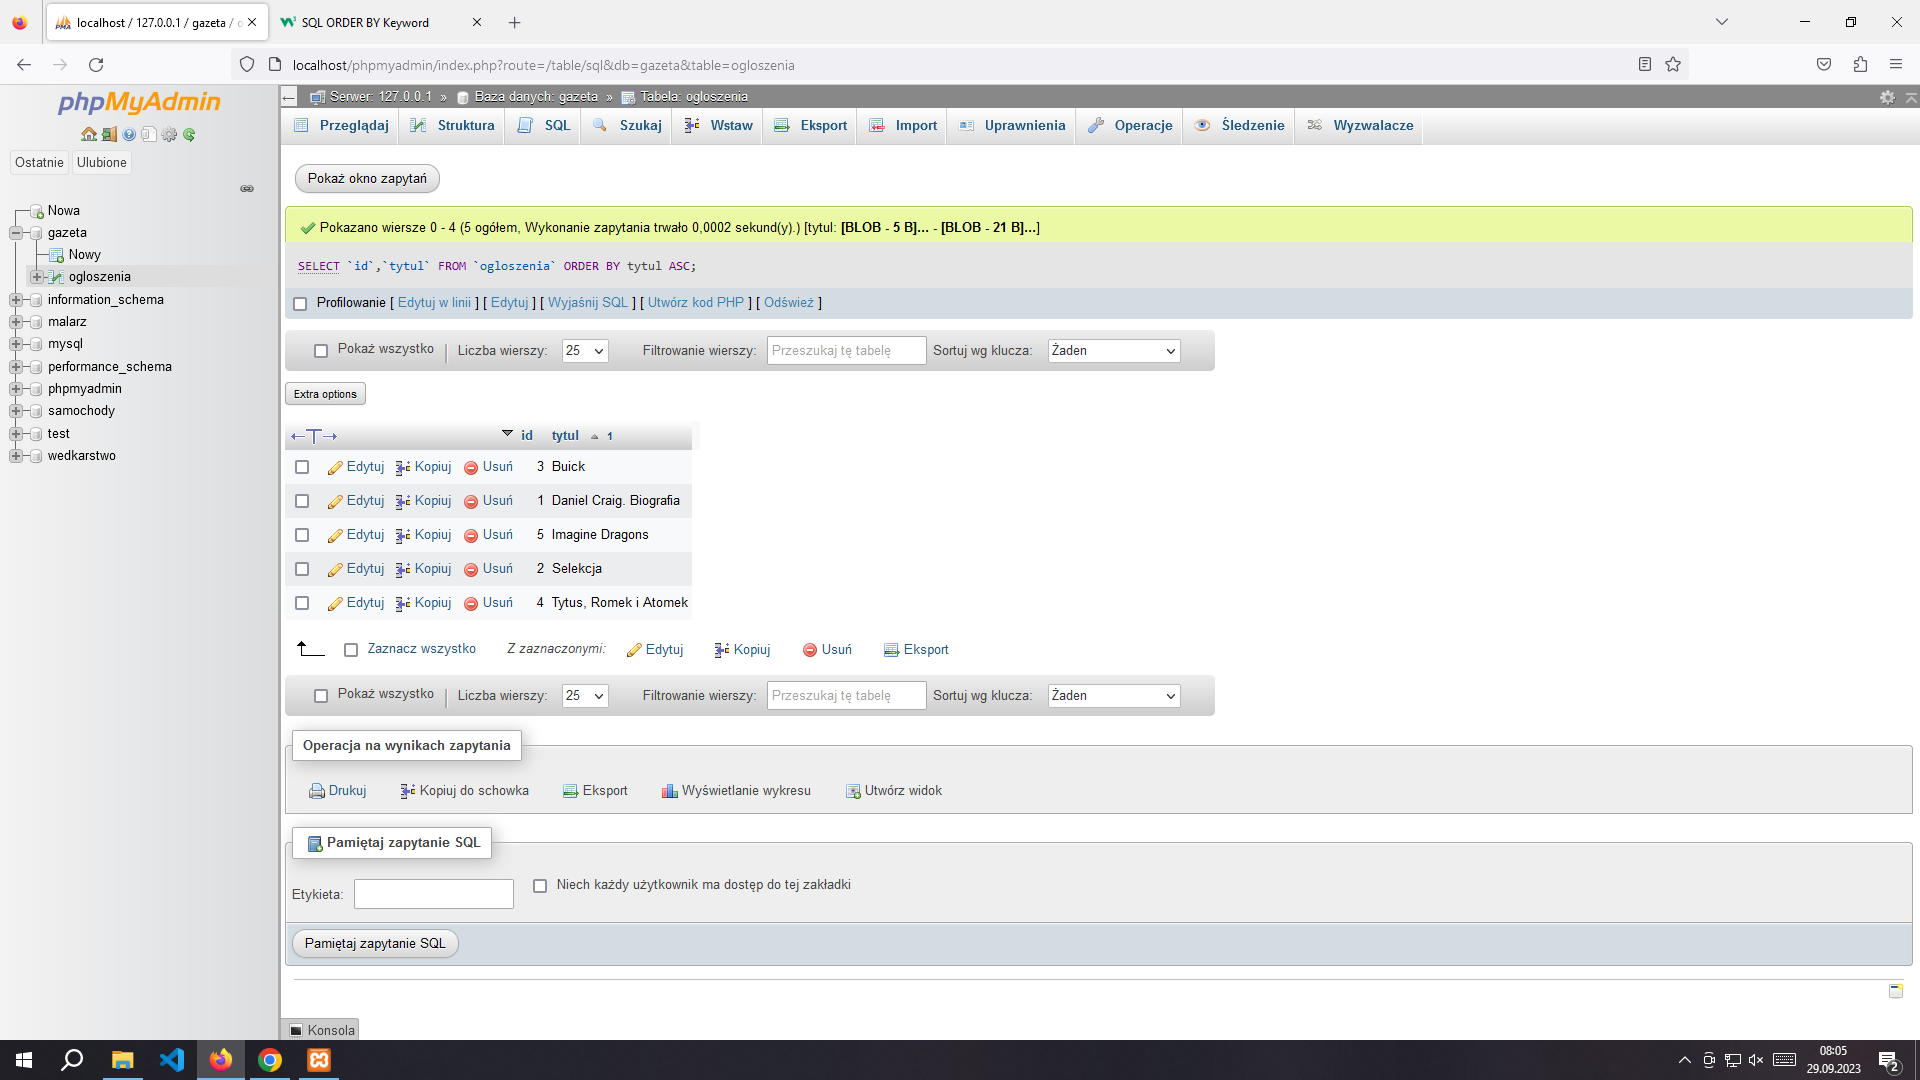 localhost / 127.0.0.1 / gazeta / o
SQL ORDER BY Keyword
localhost/phpmyadmin/index.php?route=/table/sql&db=gazeta&table=ogloszenia
phpMyAdmin
Ostatnie Ulubione
Nowa
gazeta
Nowy
ogloszenia
information_schema
malarz
mysql
performance_schema
phpmyadmin
samochody
test
wedkarstwo
Serwer: 127.0.0.1 » Baza danych: gazeta » Tabela: ogloszenia
Przeglądaj Struktura SQL Szukaj Wstaw Eksport Import Uprawnienia Operacje Śledzenie Wyzwalacze
Pokaż okno zapytań
Pokazano wiersze 0 - 4 (5 ogółem, Wykonanie zapytania trwało 0,0002 sekund(y).) [tytul: [BLOB - 5 B]... - [BLOB - 21 B]...]
SELECT `id`,`tytul` FROM `ogloszenia` ORDER BY tytul ASC;
Profilowanie [ Edytuj w linii ] [ Edytuj ] [ Wyjaśnij SQL ] [ Utwórz kod PHP ] [ Odśwież ]
Pokaż wszystko Liczba wierszy: 25 Filtrowanie wierszy: Przeszukaj tę tabelę Sortuj wg klucza: Żaden
Extra options
id tytul 1
Edytuj Kopiuj Usuń 3 Buick
Edytuj Kopiuj Usuń 1 Daniel Craig. Biografia
Edytuj Kopiuj Usuń 5 Imagine Dragons
Edytuj Kopiuj Usuń 2 Selekcja
Edytuj Kopiuj Usuń 4 Tytus, Romek i Atomek
Zaznacz wszystko Z zaznaczonymi: Edytuj Kopiuj Usuń Eksport
Pokaż wszystko Liczba wierszy: 25 Filtrowanie wierszy: Przeszukaj tę tabelę Sortuj wg klucza: Żaden
Operacja na wynikach zapytania
Drukuj Kopiuj do schowka Eksport Wyświetlanie wykresu Utwórz widok
Pamiętaj zapytanie SQL
Etykieta: Niech każdy użytkownik ma dostęp do tej zakładki
Pamiętaj zapytanie SQL
Konsola
08:05
29.09.2023
2